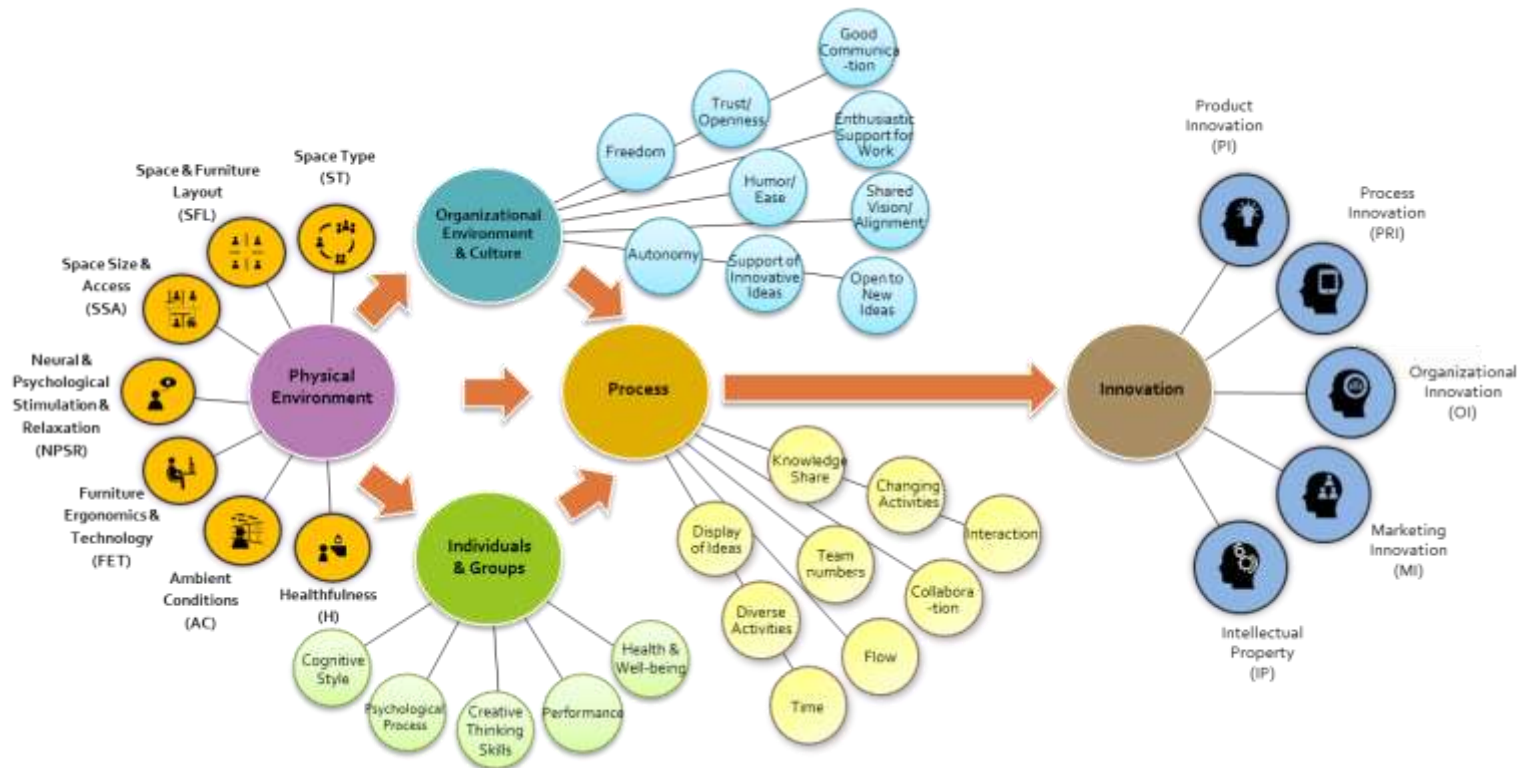 Space Type
(ST)
Space & Furniture
Layout
(SFL)
Space Size &
Access
(SSA)
Neural &
Psychological
Stimulation &
Relaxation
(NPSR)
Furniture
Ergonomics &
Technology
(FET)
Ambient
Conditions
(AC)
Healthfulness
(H)
Physical
Environment
Organizational
Environment
& Culture
Freedom
Trust/
Openness
Good
Communica
-tion
Enthusiastic
Support for
Work
Humor/
Ease
Shared
Vision/
Alignment
Autonomy
Support of
Innovative
Ideas
Open to
New
Ideas
Individuals
& Groups
Cognitive
Style
Psychological
Process
Creative
Thinking
Skills
Performance
Health &
Well-being
Process
Knowledge
Share
Changing
Activities
Interaction
Display
of Ideas
Team
numbers
Collabora
-tion
Diverse
Activities
Flow
Time
Innovation
Product
Innovation
(PI)
Process
Innovation
(PRI)
Organizational
Innovation
(OI)
Marketing
Innovation
(MI)
Intellectual
Property
(IP)